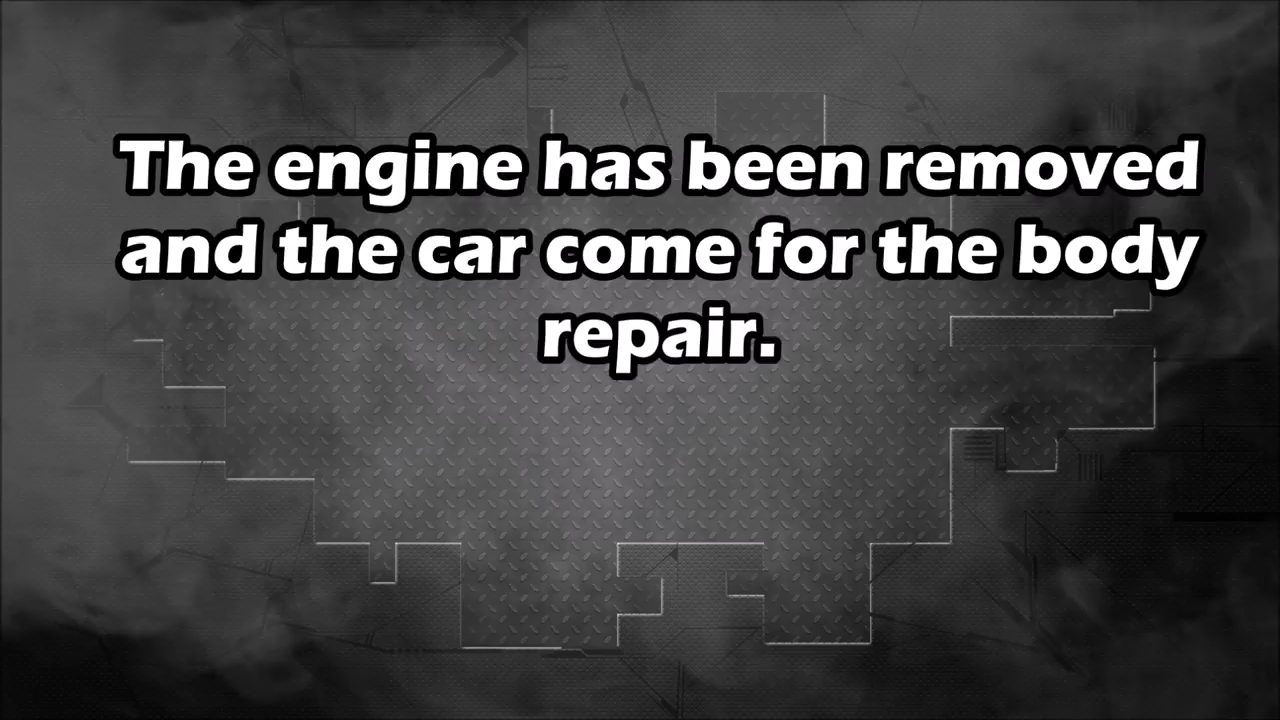 The engine has been removed
and the car come for the body
repair.